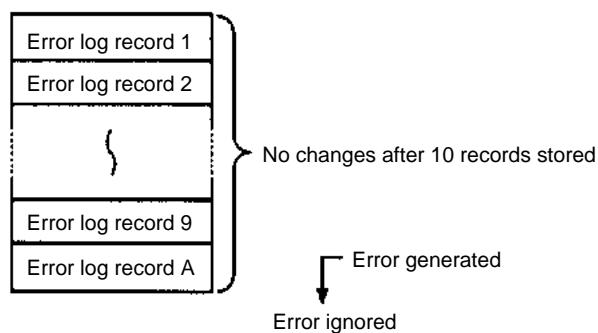 Error log record 1
Error log record 2
No changes after 10 records stored
Error log record 9
Error log record A
Error generated
Error ignored